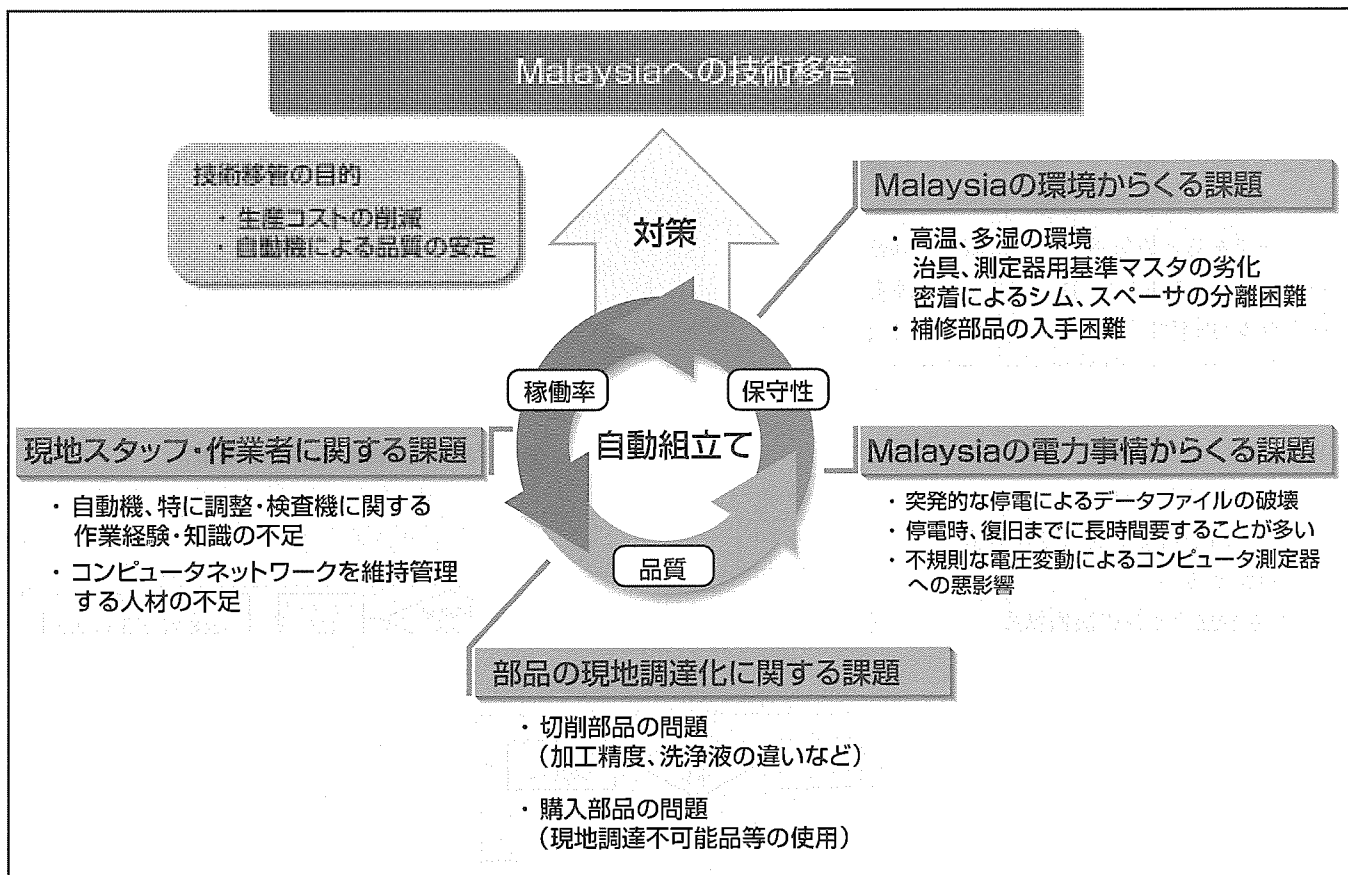 Malaysiaへの技術移管
技術移管の目的
・生産コストの削減
・自動機による品質の安定
対策
Malaysiaの環境からくる課題
・高温、多湿の環境
治具、測定器用基準マスタの劣化
密着によるシム、スペーサの分離困難
・補修部品の入手困難
稼働率
保守性
自動組立て
品質
現地スタッフ・作業者に関する課題
・自動機、特に調整・検査機に関する
作業経験・知識の不足
・コンピュータネットワークを維持管理
する人材の不足
Malaysiaの電力事情からくる課題
・突発的な停電によるデータファイルの破壊
・停電時、復旧までに長時間要することが多い
・不規則な電圧変動によるコンピュータ測定器
への悪影響
部品の現地調達化に関する課題
・切削部品の問題
（加工精度、洗浄液の違いなど）
・購入部品の問題
（現地調達不可能品等の使用）